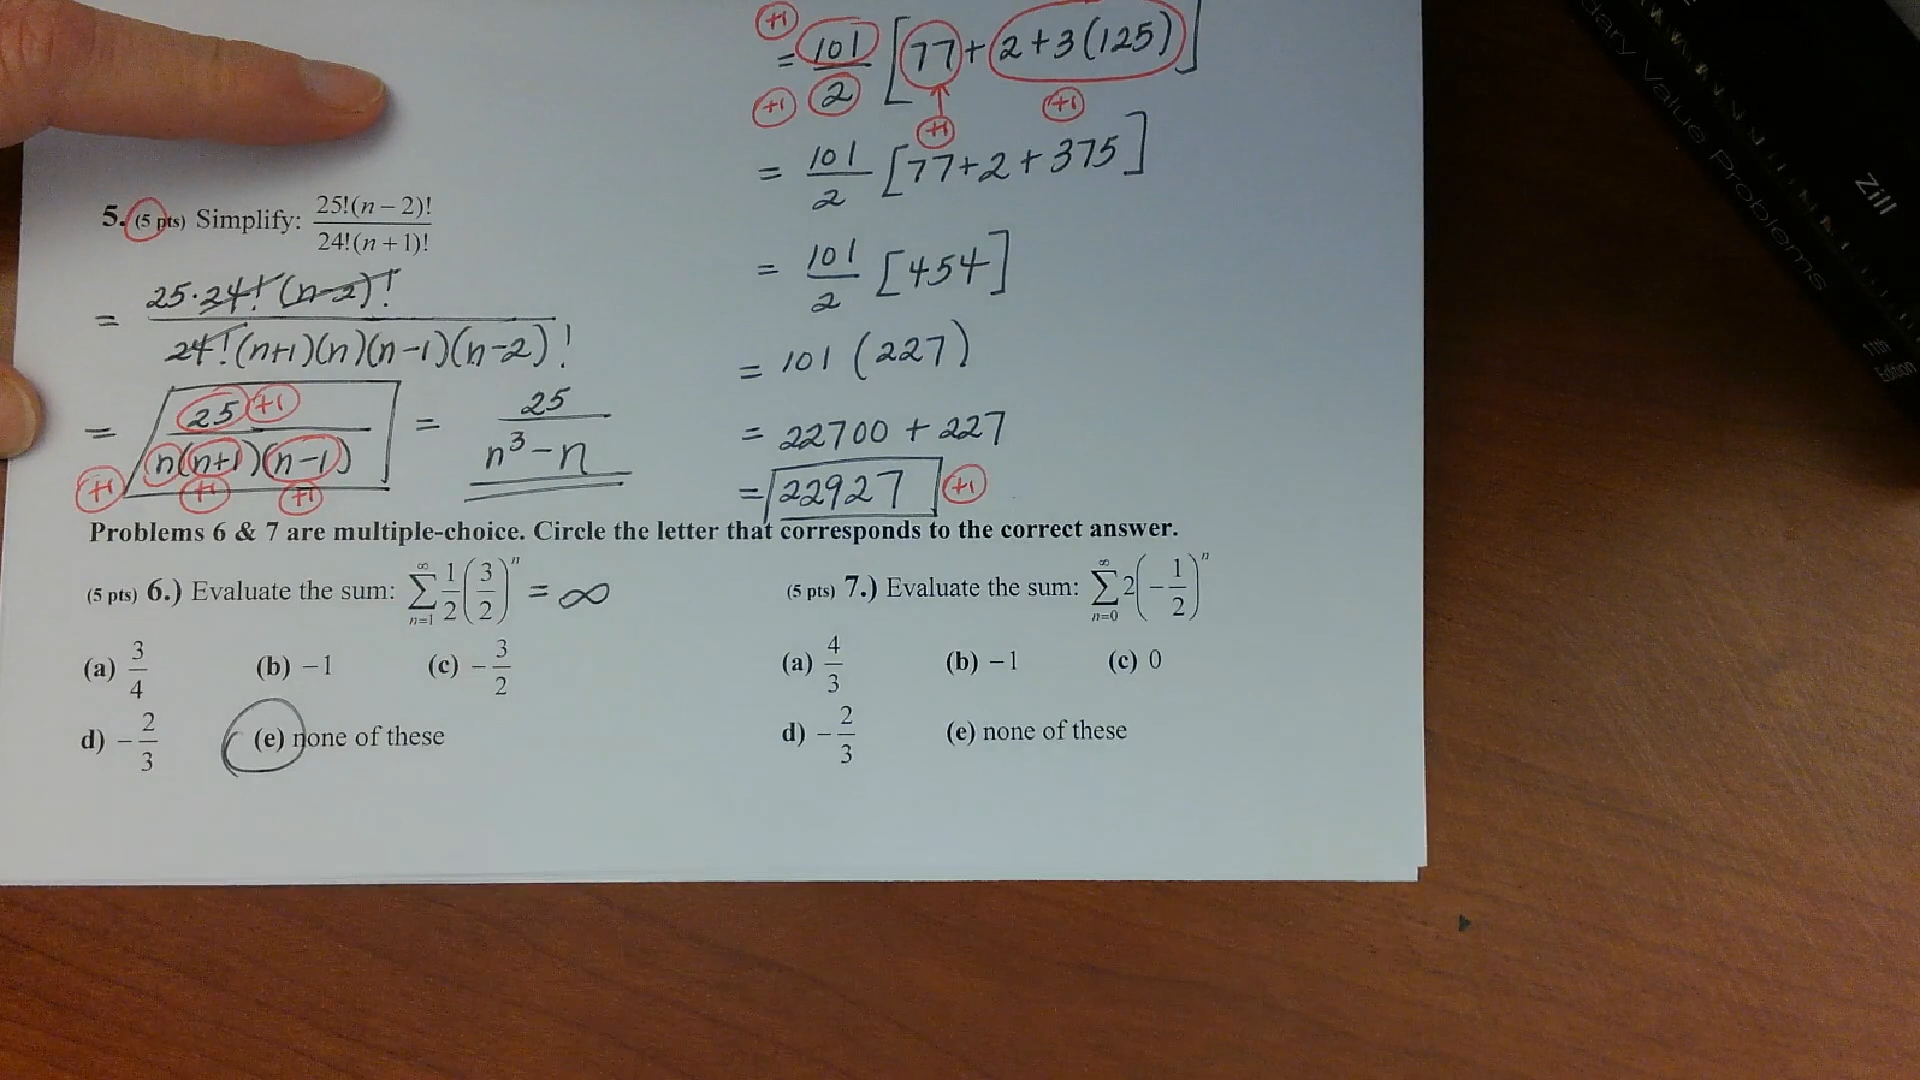 = 101/2 [77 + 2 + 3(125)]
+1 +1 +1 +1
= 101/2 [77 + 2 + 375]
= 101/2 [454]
= 101 (227)
= 22700 + 227
= 22927 +1
5. (5 pts) Simplify: 25!(n − 2)! / 24!(n + 1)!
= 25·24!(n−2)! / 24!(n+1)(n)(n−1)(n−2)!
= 25 / n(n+1)(n−1) = 25 / n³ − n
+1 +1 +1 +1
Problems 6 & 7 are multiple-choice. Circle the letter that corresponds to the correct answer.
(5 pts) 6.) Evaluate the sum: ∞ ∑ n=1 1/2 (3/2)ⁿ = ∞
(a) 3/4 (b) −1 (c) −3/2
d) −2/3 (e) none of these
(5 pts) 7.) Evaluate the sum: ∞ ∑ n=0 2(−1/2)ⁿ
(a) 4/3 (b) −1 (c) 0
d) −2/3 (e) none of these
Value Problems
Zill
Edition